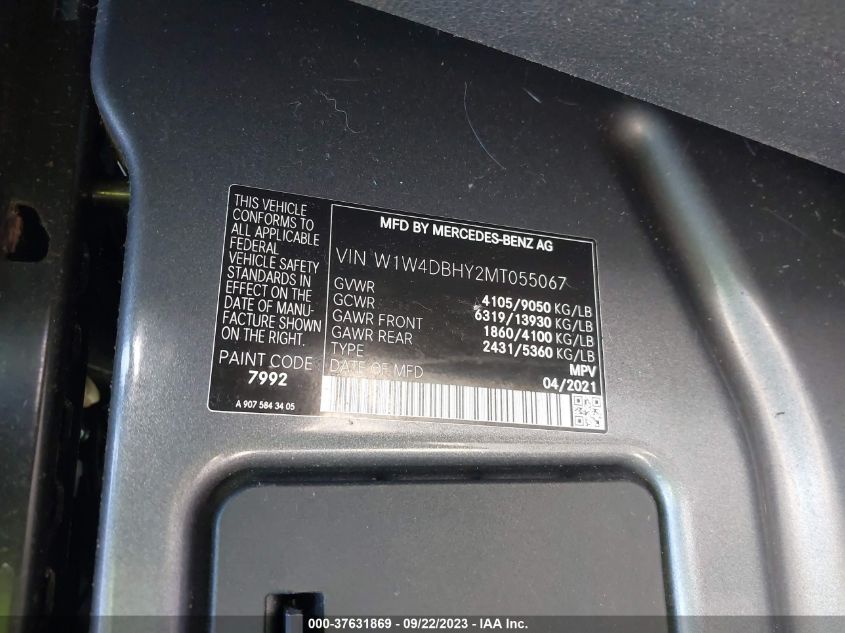 THIS VEHICLE
CONFORMS TO
ALL APPLICABLE
FEDERAL
VEHICLE SAFETY
STANDARDS IN
EFFECT ON THE
DATE OF MANU-
FACTURE SHOWN
ON THE RIGHT.
PAINT CODE
7992
A 907 584 34 05
MFD BY MERCEDES-BENZ AG
VIN W1W4DBHY2MT055067
GVWR 4105/9050 KG/LB
GCWR 6319/13930 KG/LB
GAWR FRONT 1860/4100 KG/LB
GAWR REAR 2431/5360 KG/LB
TYPE MPV
DATE OF MFD 04/2021
000-37631869 - 09/22/2023 - IAA Inc.